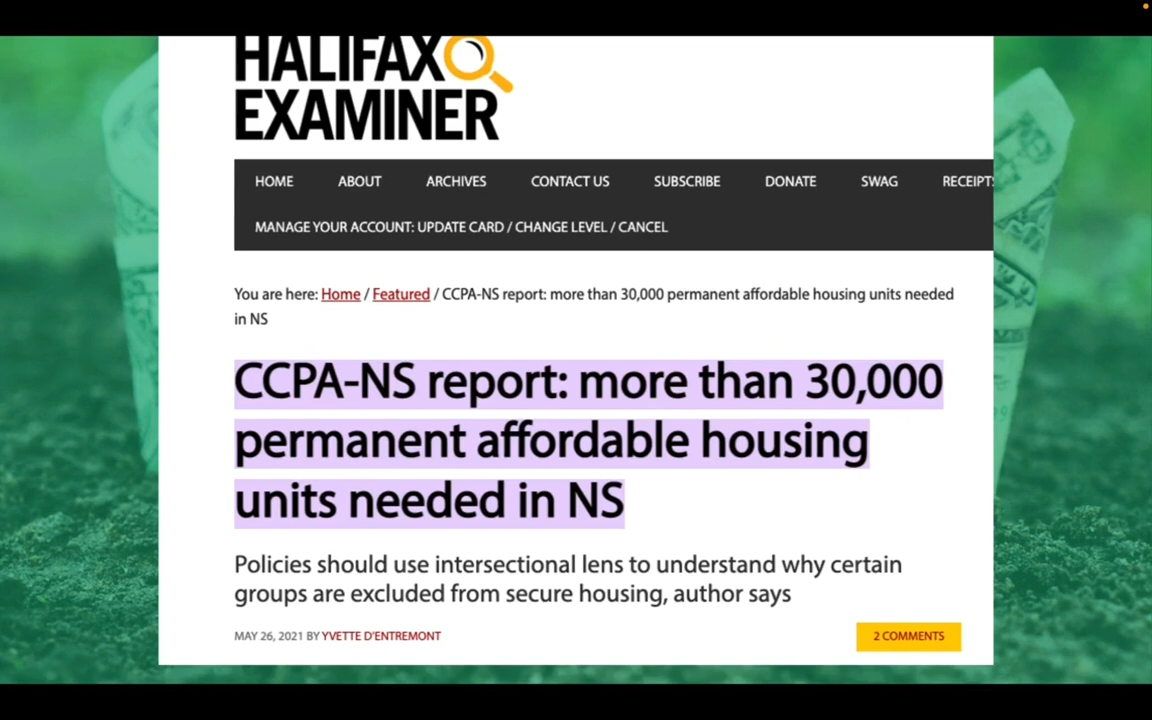 HALIFAX
EXAMINER
HOME ABOUT ARCHIVES CONTACT US SUBSCRIBE DONATE SWAG RECEIPTS
MANAGE YOUR ACCOUNT: UPDATE CARD / CHANGE LEVEL / CANCEL
You are here: Home / Featured / CCPA-NS report: more than 30,000 permanent affordable housing units needed
in NS
CCPA-NS report: more than 30,000
permanent affordable housing
units needed in NS
Policies should use intersectional lens to understand why certain
groups are excluded from secure housing, author says
MAY 26, 2021 BY YVETTE D'ENTREMONT
2 COMMENTS